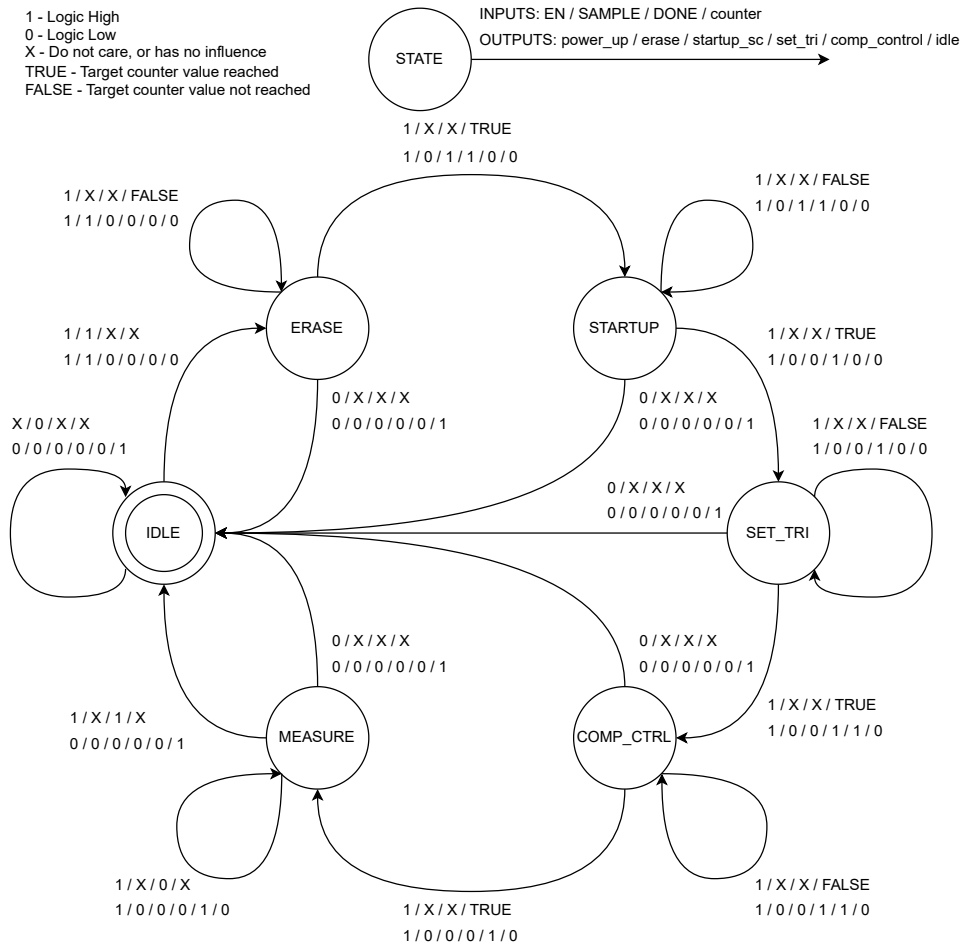 1 - Logic High
0 - Logic Low
X - Do not care, or has no influence
TRUE - Target counter value reached
FALSE - Target counter value not reached
STATE
INPUTS: EN / SAMPLE / DONE / counter
OUTPUTS: power_up / erase / startup_sc / set_tri / comp_control / idle
1 / X / X / TRUE
1 / 0 / 1 / 1 / 0 / 0
1 / X / X / FALSE
1 / 1 / 0 / 0 / 0 / 0
1 / X / X / FALSE
1 / 0 / 1 / 1 / 0 / 0
ERASE
STARTUP
1 / 1 / X / X
1 / 1 / 0 / 0 / 0 / 0
1 / X / X / TRUE
1 / 0 / 0 / 1 / 0 / 0
0 / X / X / X
0 / 0 / 0 / 0 / 0 / 1
0 / X / X / X
0 / 0 / 0 / 0 / 0 / 1
X / 0 / X / X
0 / 0 / 0 / 0 / 0 / 1
1 / X / X / FALSE
1 / 0 / 0 / 1 / 0 / 0
0 / X / X / X
0 / 0 / 0 / 0 / 0 / 1
IDLE
SET_TRI
0 / X / X / X
0 / 0 / 0 / 0 / 0 / 1
0 / X / X / X
0 / 0 / 0 / 0 / 0 / 1
1 / X / 1 / X
0 / 0 / 0 / 0 / 0 / 1
1 / X / X / TRUE
1 / 0 / 0 / 1 / 1 / 0
MEASURE
COMP_CTRL
1 / X / 0 / X
1 / 0 / 0 / 0 / 1 / 0
1 / X / X / TRUE
1 / 0 / 0 / 0 / 1 / 0
1 / X / X / FALSE
1 / 0 / 0 / 1 / 1 / 0